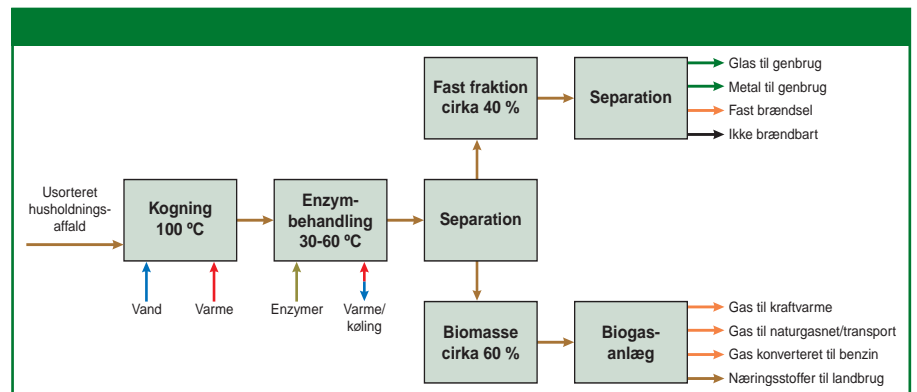 Usorteret
husholdnings-
affald
Kogning
100 ºC
Vand
Varme
Enzym-
behandling
30-60 ºC
Enzymer
Varme/
køling
Separation
Fast fraktion
cirka 40 %
Separation
Glas til genbrug
Metal til genbrug
Fast brændsel
Ikke brændbart
Biomasse
cirka 60 %
Biogas-
anlæg
Gas til kraftvarme
Gas til naturgasnet/transport
Gas konverteret til benzin
Næringsstoffer til landbrug